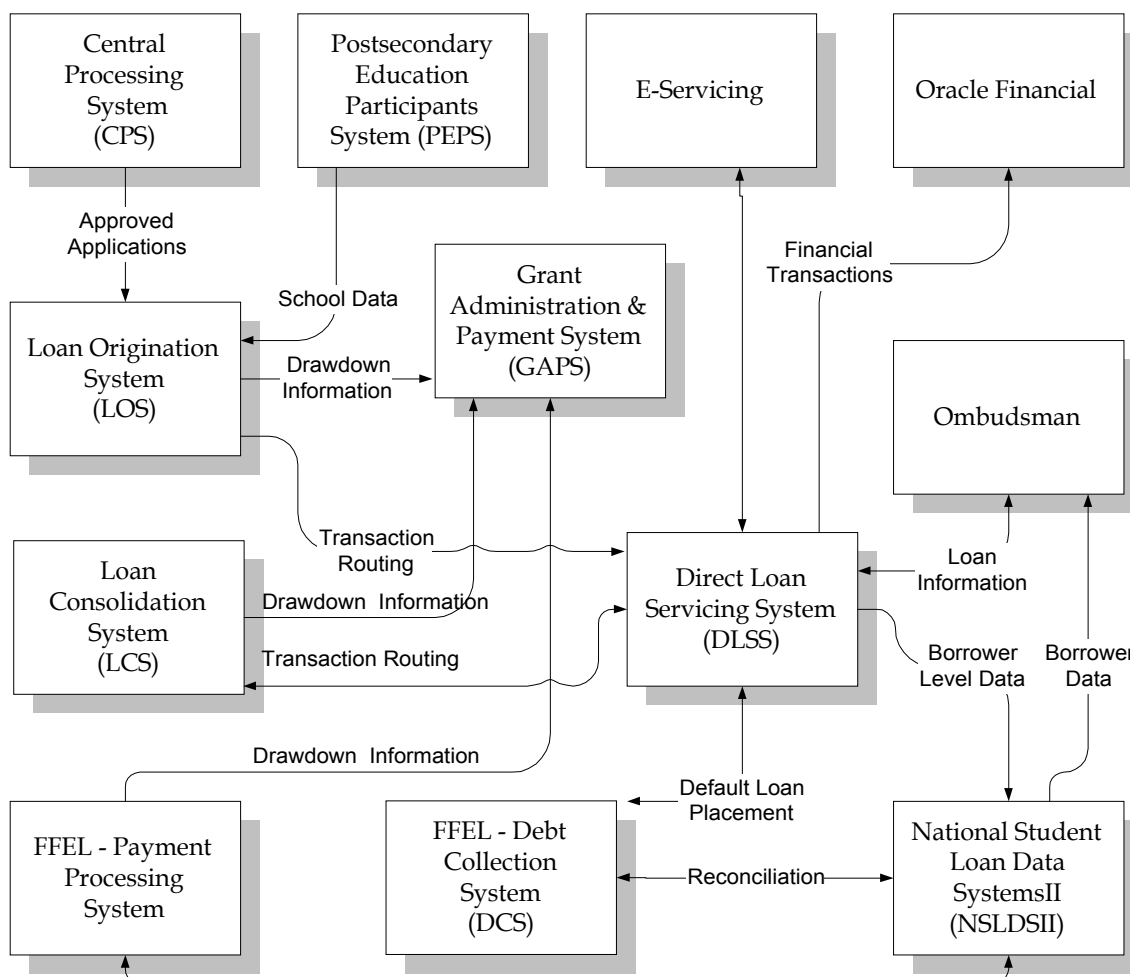 Central
Processing
System
(CPS)
Postsecondary
Education
Participants
System (PEPS)
E-Servicing
Oracle Financial
Approved
Applications
School Data
Grant
Administration &
Payment System
(GAPS)
Financial
Transactions
Loan Origination
System
(LOS)
Drawdown
Information
Ombudsman
Transaction
Routing
Loan
Consolidation
System
(LCS)
Drawdown Information
Transaction Routing
Direct Loan
Servicing System
(DLSS)
Loan
Information
Borrower
Level Data
Borrower
Data
Drawdown Information
Default Loan
Placement
FFEL - Payment
Processing
System
FFEL - Debt
Collection
System
(DCS)
Reconciliation
National Student
Loan Data
SystemsII
(NSLDSII)